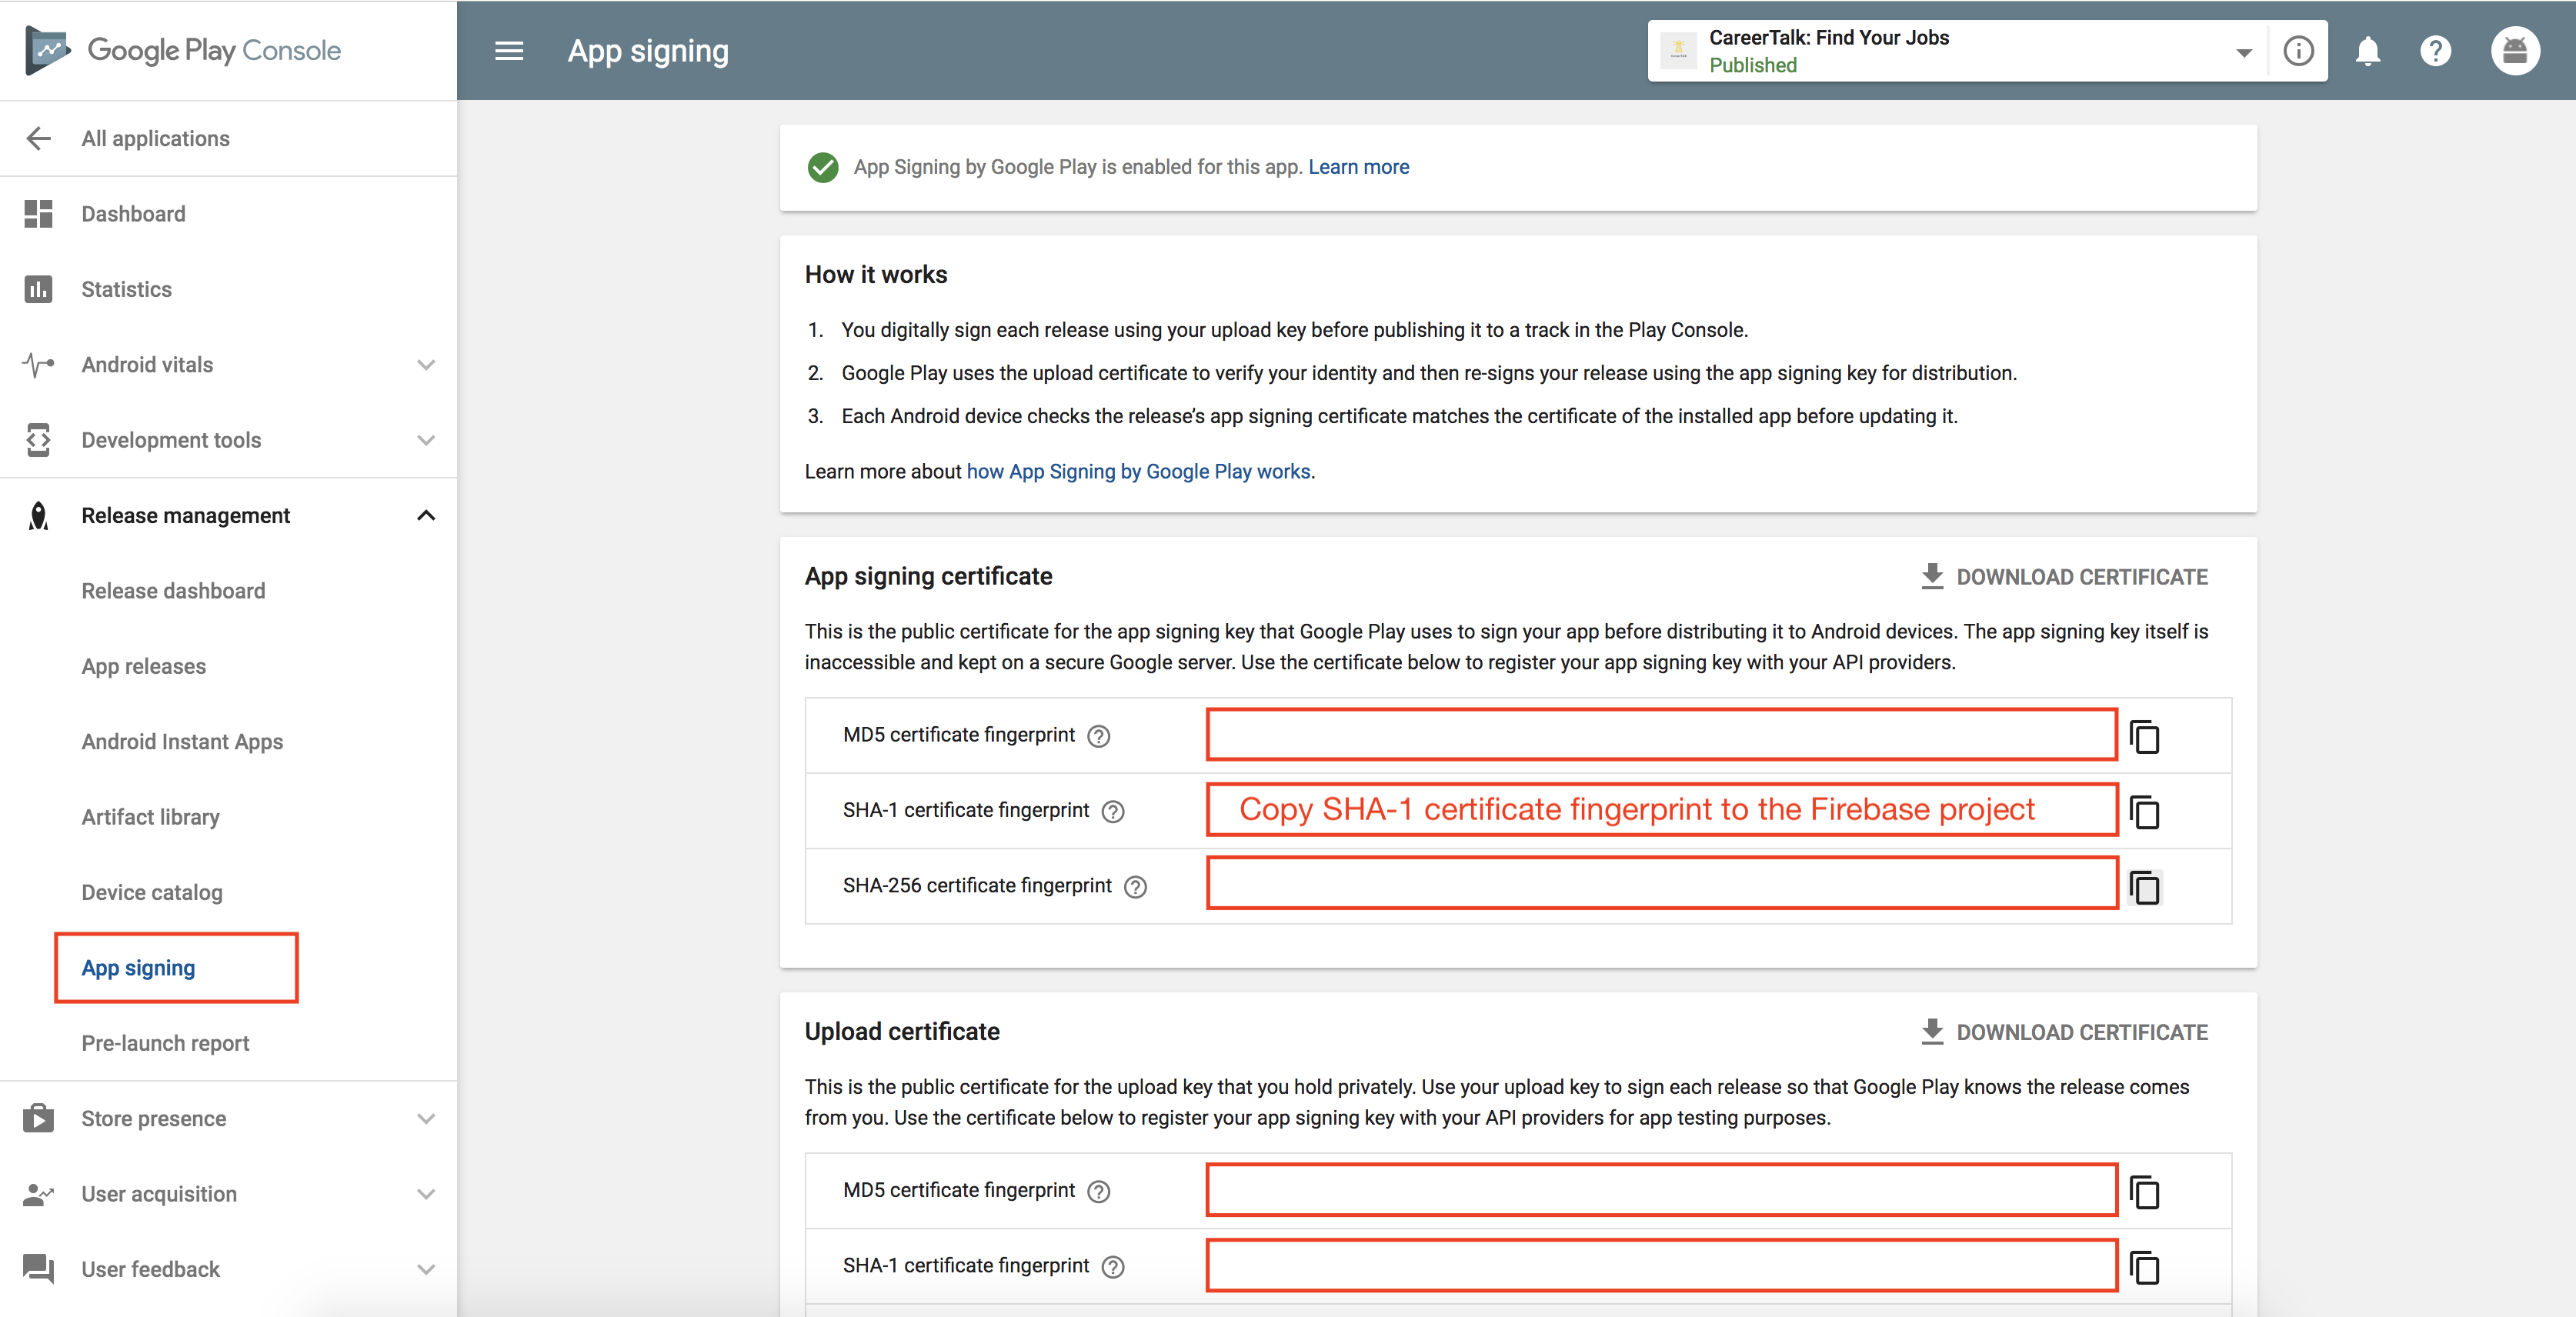 Google Play Console
App signing
CareerTalk: Find Your Jobs
Published
All applications
Dashboard
Statistics
Android vitals
Development tools
Release management
Release dashboard
App releases
Android Instant Apps
Artifact library
Device catalog
App signing
Pre-launch report
Store presence
User acquisition
User feedback
App Signing by Google Play is enabled for this app. Learn more
How it works
1. You digitally sign each release using your upload key before publishing it to a track in the Play Console.
2. Google Play uses the upload certificate to verify your identity and then re-signs your release using the app signing key for distribution.
3. Each Android device checks the release’s app signing certificate matches the certificate of the installed app before updating it.
Learn more about how App Signing by Google Play works.
App signing certificate
DOWNLOAD CERTIFICATE
This is the public certificate for the app signing key that Google Play uses to sign your app before distributing it to Android devices. The app signing key itself is
inaccessible and kept on a secure Google server. Use the certificate below to register your app signing key with your API providers.
MD5 certificate fingerprint
SHA-1 certificate fingerprint
Copy SHA-1 certificate fingerprint to the Firebase project
SHA-256 certificate fingerprint
Upload certificate
DOWNLOAD CERTIFICATE
This is the public certificate for the upload key that you hold privately. Use your upload key to sign each release so that Google Play knows the release comes
from you. Use the certificate below to register your app signing key with your API providers for app testing purposes.
MD5 certificate fingerprint
SHA-1 certificate fingerprint